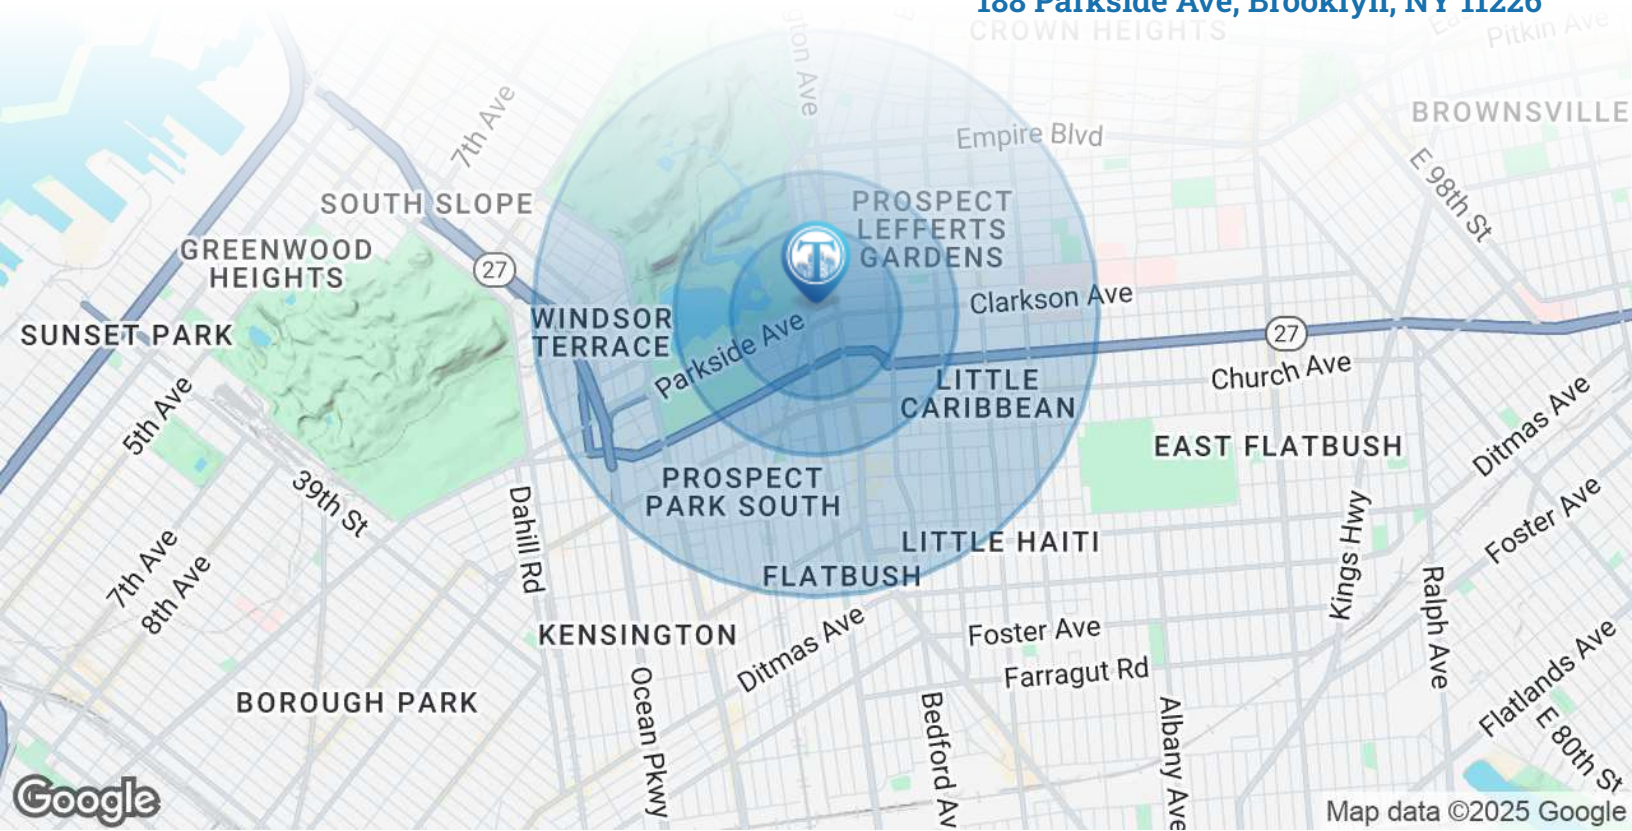 188 Parkside Ave, Brooklyn, NY 11226
CROWN HEIGHTS
Pitkin Ave
BROWNSVILLE
7th Ave
Empire Blvd
E 98th St
SOUTH SLOPE
PROSPECT
LEFFERTS
GARDENS
GREENWOOD
HEIGHTS
27
T
Clarkson Ave
WINDSOR
TERRACE
SUNSET PARK
Parkside Ave
27
Church Ave
LITTLE
CARIBBEAN
5th Ave
Ditmas Ave
EAST FLATBUSH
39th St
PROSPECT
PARK SOUTH
Dahill Rd
Kings Hwy
Foster Ave
LITTLE HAITI
7th Ave
8th Ave
FLATBUSH
Ralph Ave
KENSINGTON
Ditmas Ave
Foster Ave
Farragut Rd
Flatlands Ave
BOROUGH PARK
Ocean Pkwy
Bedford Av
Albany Ave
E 80th St
Google
Map data ©2025 Google